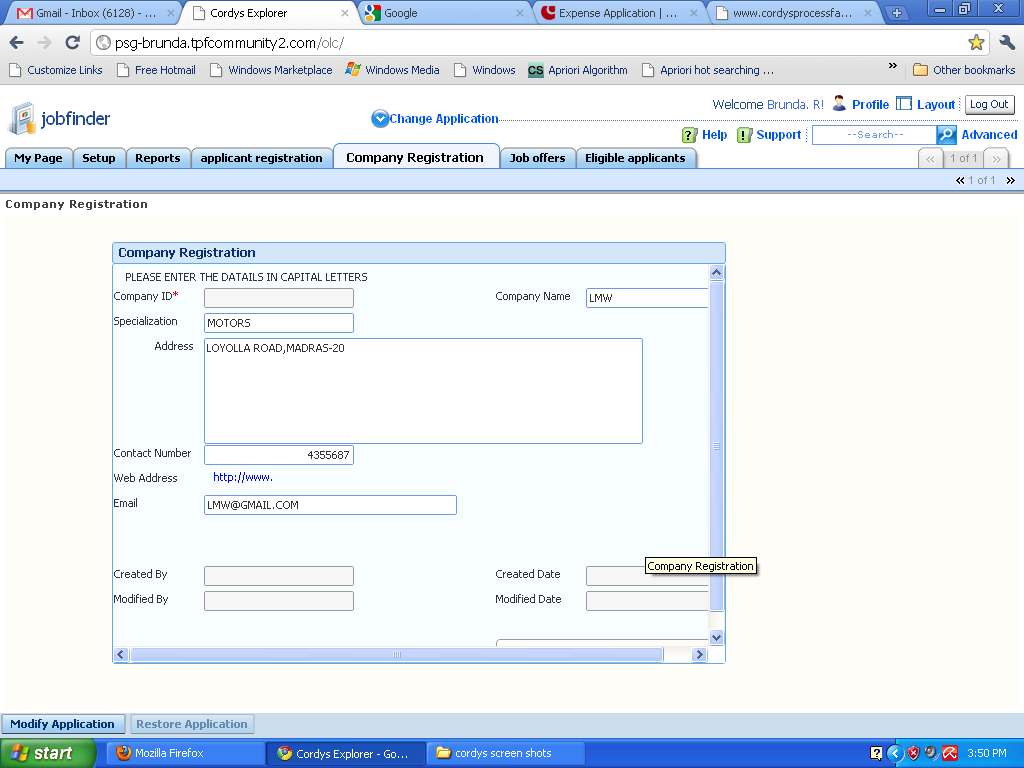 Gmail - Inbox (6128) - ...
Cordys Explorer
Google
Expense Application | ...
www.cordysprocessfa...
psg-brunda.tpfcommunity2.com/olc/
Customize Links
Free Hotmail
Windows Marketplace
Windows Media
Windows
CS Apriori Algorithm
Apriori hot searching ...
»
Other bookmarks
jobfinder
Change Application
Welcome Brunda. R!
Profile
Layout
Log Out
Help
Support
--Search--
Advanced
My Page
Setup
Reports
applicant registration
Company Registration
Job offers
Eligible applicants
« 1 of 1 »
« 1 of 1 »
Company Registration
Company Registration
PLEASE ENTER THE DATAILS IN CAPITAL LETTERS
Company ID*
Company Name LMW
Specialization MOTORS
Address LOYOLLA ROAD,MADRAS-20
Contact Number 4355687
Web Address http://www.
Email LMW@GMAIL.COM
Company Registration
Created By
Created Date
Modified By
Modified Date
Modify Application
Restore Application
start
Mozilla Firefox
Cordys Explorer - Go...
cordys screen shots
3:50 PM